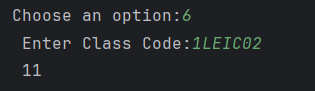 Choose an option:6
Enter Class Code:1LEIC02
11